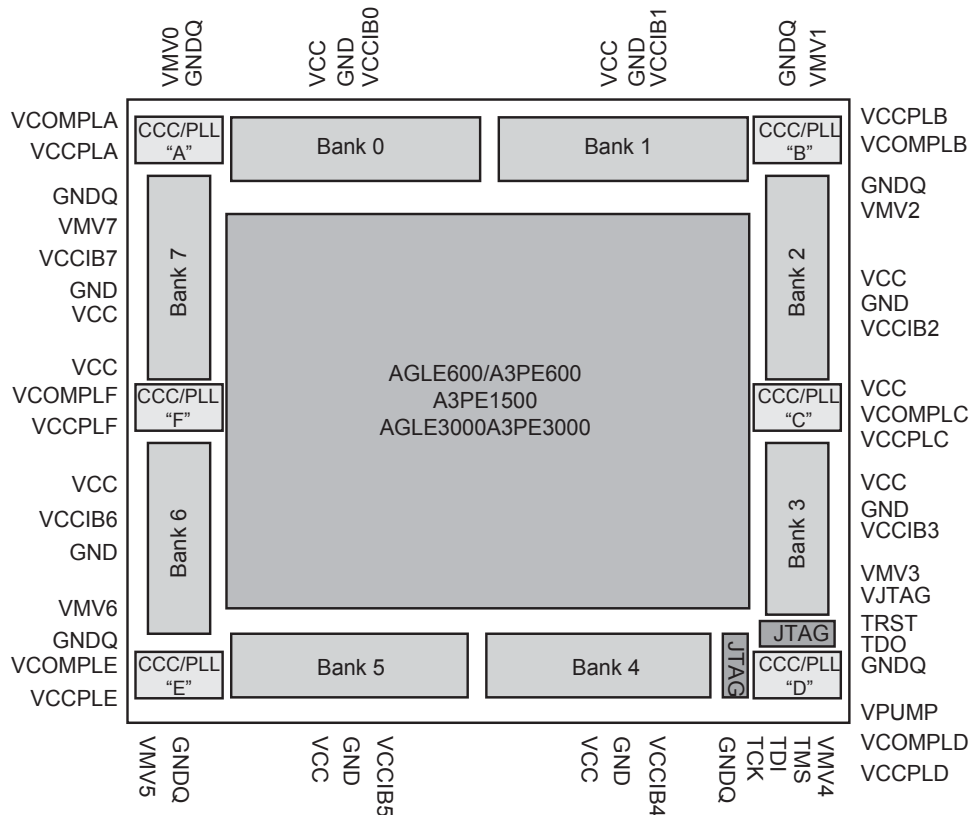 VMV0
GNDQ
VCC
GND
VCCIB0
VCC
GND
VCCIB1
GNDQ
VMV1
VCOMPLA
VCCPLA
GNDQ
VMV7
VCCIB7
GND
VCC
VCC
VCOMPLF
VCCPLF
VCC
VCCIB6
GND
VMV6
GNDQ
VCOMPLE
VCCPLE
CCC/PLL
“A”
Bank 0
Bank 1
CCC/PLL
“B”
Bank 7
Bank 2
AGLE600/A3PE600
A3PE1500
AGLE3000A3PE3000
CCC/PLL
“F”
CCC/PLL
“C”
Bank 6
Bank 3
JTAG
CCC/PLL
“E”
Bank 5
Bank 4
JTAG
CCC/PLL
“D”
VCCPLB
VCOMPLB
GNDQ
VMV2
VCC
GND
VCCIB2
VCC
VCOMPLC
VCCPLC
VCC
GND
VCCIB3
VMV3
VJTAG
TRST
TDO
GNDQ
VPUMP
VCOMPLD
VCCPLD
VMV5
GNDQ
VCC
GND
VCCIB5
VCC
GND
VCCIB4
GNDQ
TCK
TDI
TMS
VMV4